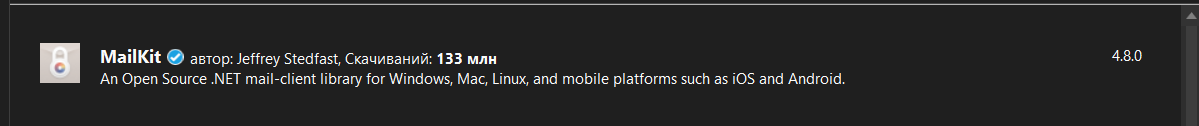 MailKit автор: Jeffrey Stedfast, Скачиваний: 133 млн 4.8.0
An Open Source .NET mail-client library for Windows, Mac, Linux, and mobile platforms such as iOS and Android.